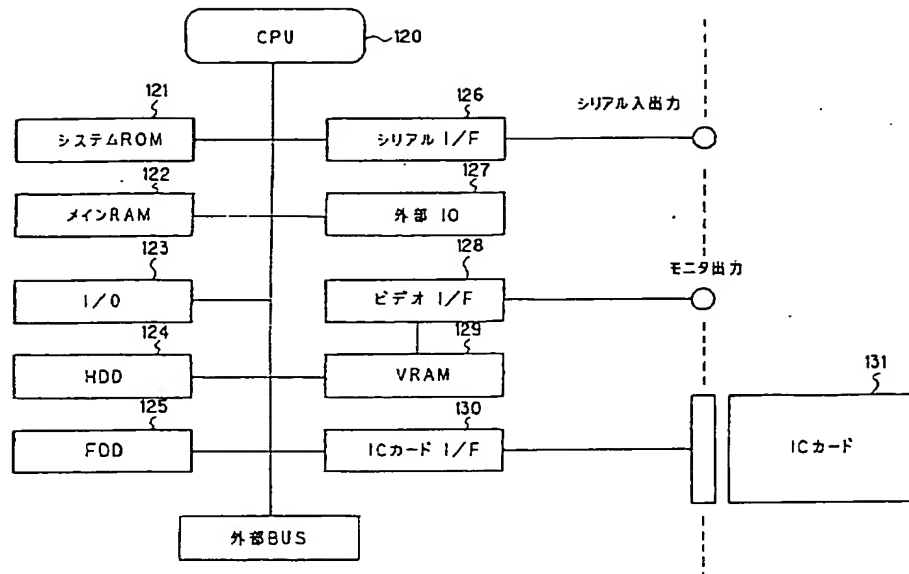 CPU
120
121
システムROM
126
シリアル I/F
シリアル入出力
122
メインRAM
127
外部 IO
123
I/O
128
ビデオ I/F
モニタ出力
124
HDD
129
VRAM
125
FDD
130
ICカード I/F
131
ICカード
外部BUS